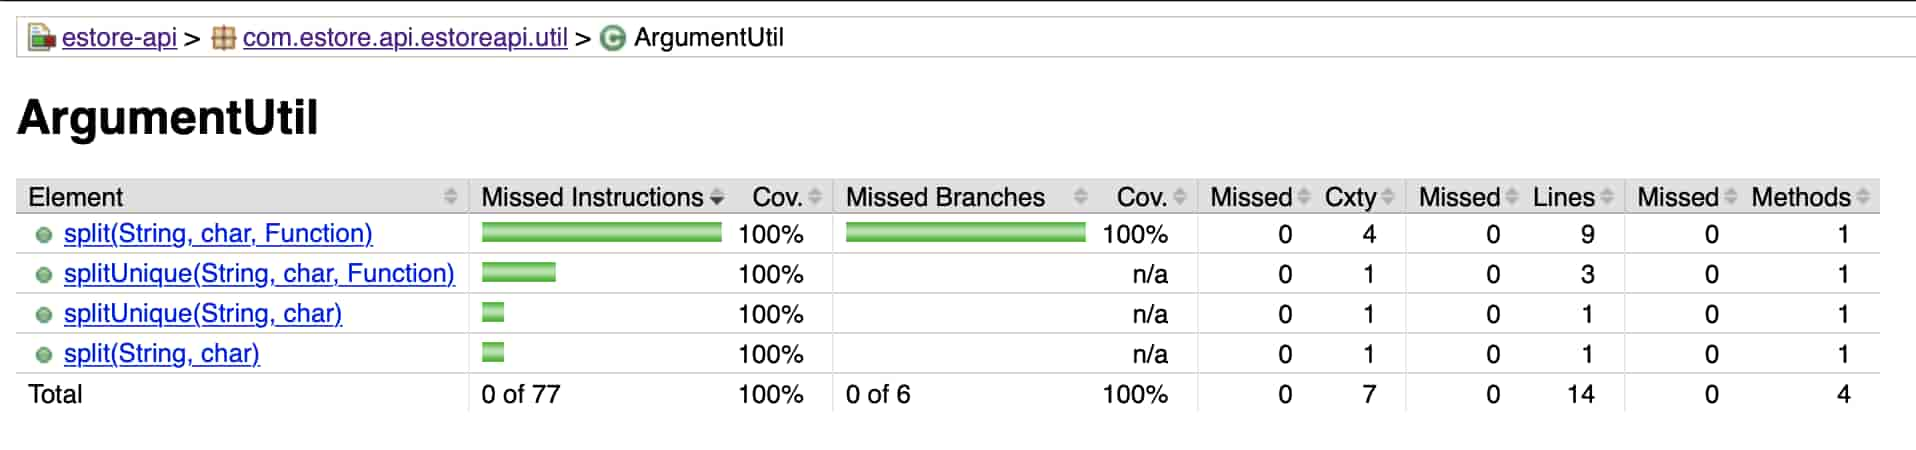 estore-api > com.estore.api.estoreapi.util > ArgumentUtil
ArgumentUtil
Element Missed Instructions Cov. Missed Branches Cov. Missed Cxty Missed Lines Missed Methods
split(String, char, Function) 100% 100% 0 4 0 9 0 1
splitUnique(String, char, Function) 100% n/a 0 1 0 3 0 1
splitUnique(String, char) 100% n/a 0 1 0 1 0 1
split(String, char) 100% n/a 0 1 0 1 0 1
Total 0 of 77 100% 0 of 6 100% 0 7 0 14 0 4